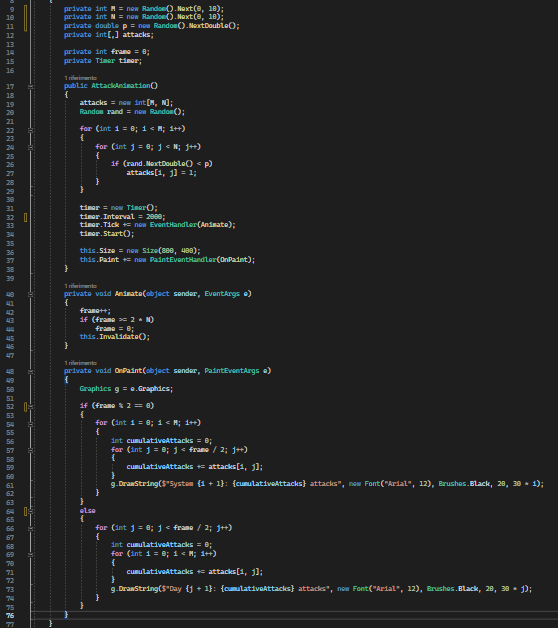 8 {
9 private int M = new Random().Next(0, 10);
10 private int N = new Random().Next(0, 10);
11 private double p = new Random().NextDouble();
12 private int[,] attacks;
13
14 private int frame = 0;
15 private Timer timer;
16
1 riferimento
17 public AttackAnimation()
18 {
19 attacks = new int[M, N];
20 Random rand = new Random();
21
22 for (int i = 0; i < M; i++)
23 {
24 for (int j = 0; j < N; j++)
25 {
26 if (rand.NextDouble() < p)
27 attacks[i, j] = 1;
28 }
29 }
30
31 timer = new Timer();
32 timer.Interval = 2000;
33 timer.Tick += new EventHandler(Animate);
34 timer.Start();
35
36 this.Size = new Size(800, 400);
37 this.Paint += new PaintEventHandler(OnPaint);
38 }
39
1 riferimento
40 private void Animate(object sender, EventArgs e)
41 {
42 frame++;
43 if (frame >= 2 * N)
44 frame = 0;
45 this.Invalidate();
46 }
47
1 riferimento
48 private void OnPaint(object sender, PaintEventArgs e)
49 {
50 Graphics g = e.Graphics;
51
52 if (frame % 2 == 0)
53 {
54 for (int i = 0; i < M; i++)
55 {
56 int cumulativeAttacks = 0;
57 for (int j = 0; j < frame / 2; j++)
58 {
59 cumulativeAttacks += attacks[i, j];
60 }
61 g.DrawString($"System {i + 1}: {cumulativeAttacks} attacks", new Font("Arial", 12), Brushes.Black, 20, 30 * i);
62 }
63 }
64 else
65 {
66 for (int j = 0; j < frame / 2; j++)
67 {
68 int cumulativeAttacks = 0;
69 for (int i = 0; i < M; i++)
70 {
71 cumulativeAttacks += attacks[i, j];
72 }
73 g.DrawString($"Day {j + 1}: {cumulativeAttacks} attacks", new Font("Arial", 12), Brushes.Black, 20, 30 * j);
74 }
75 }
76 }
77 }